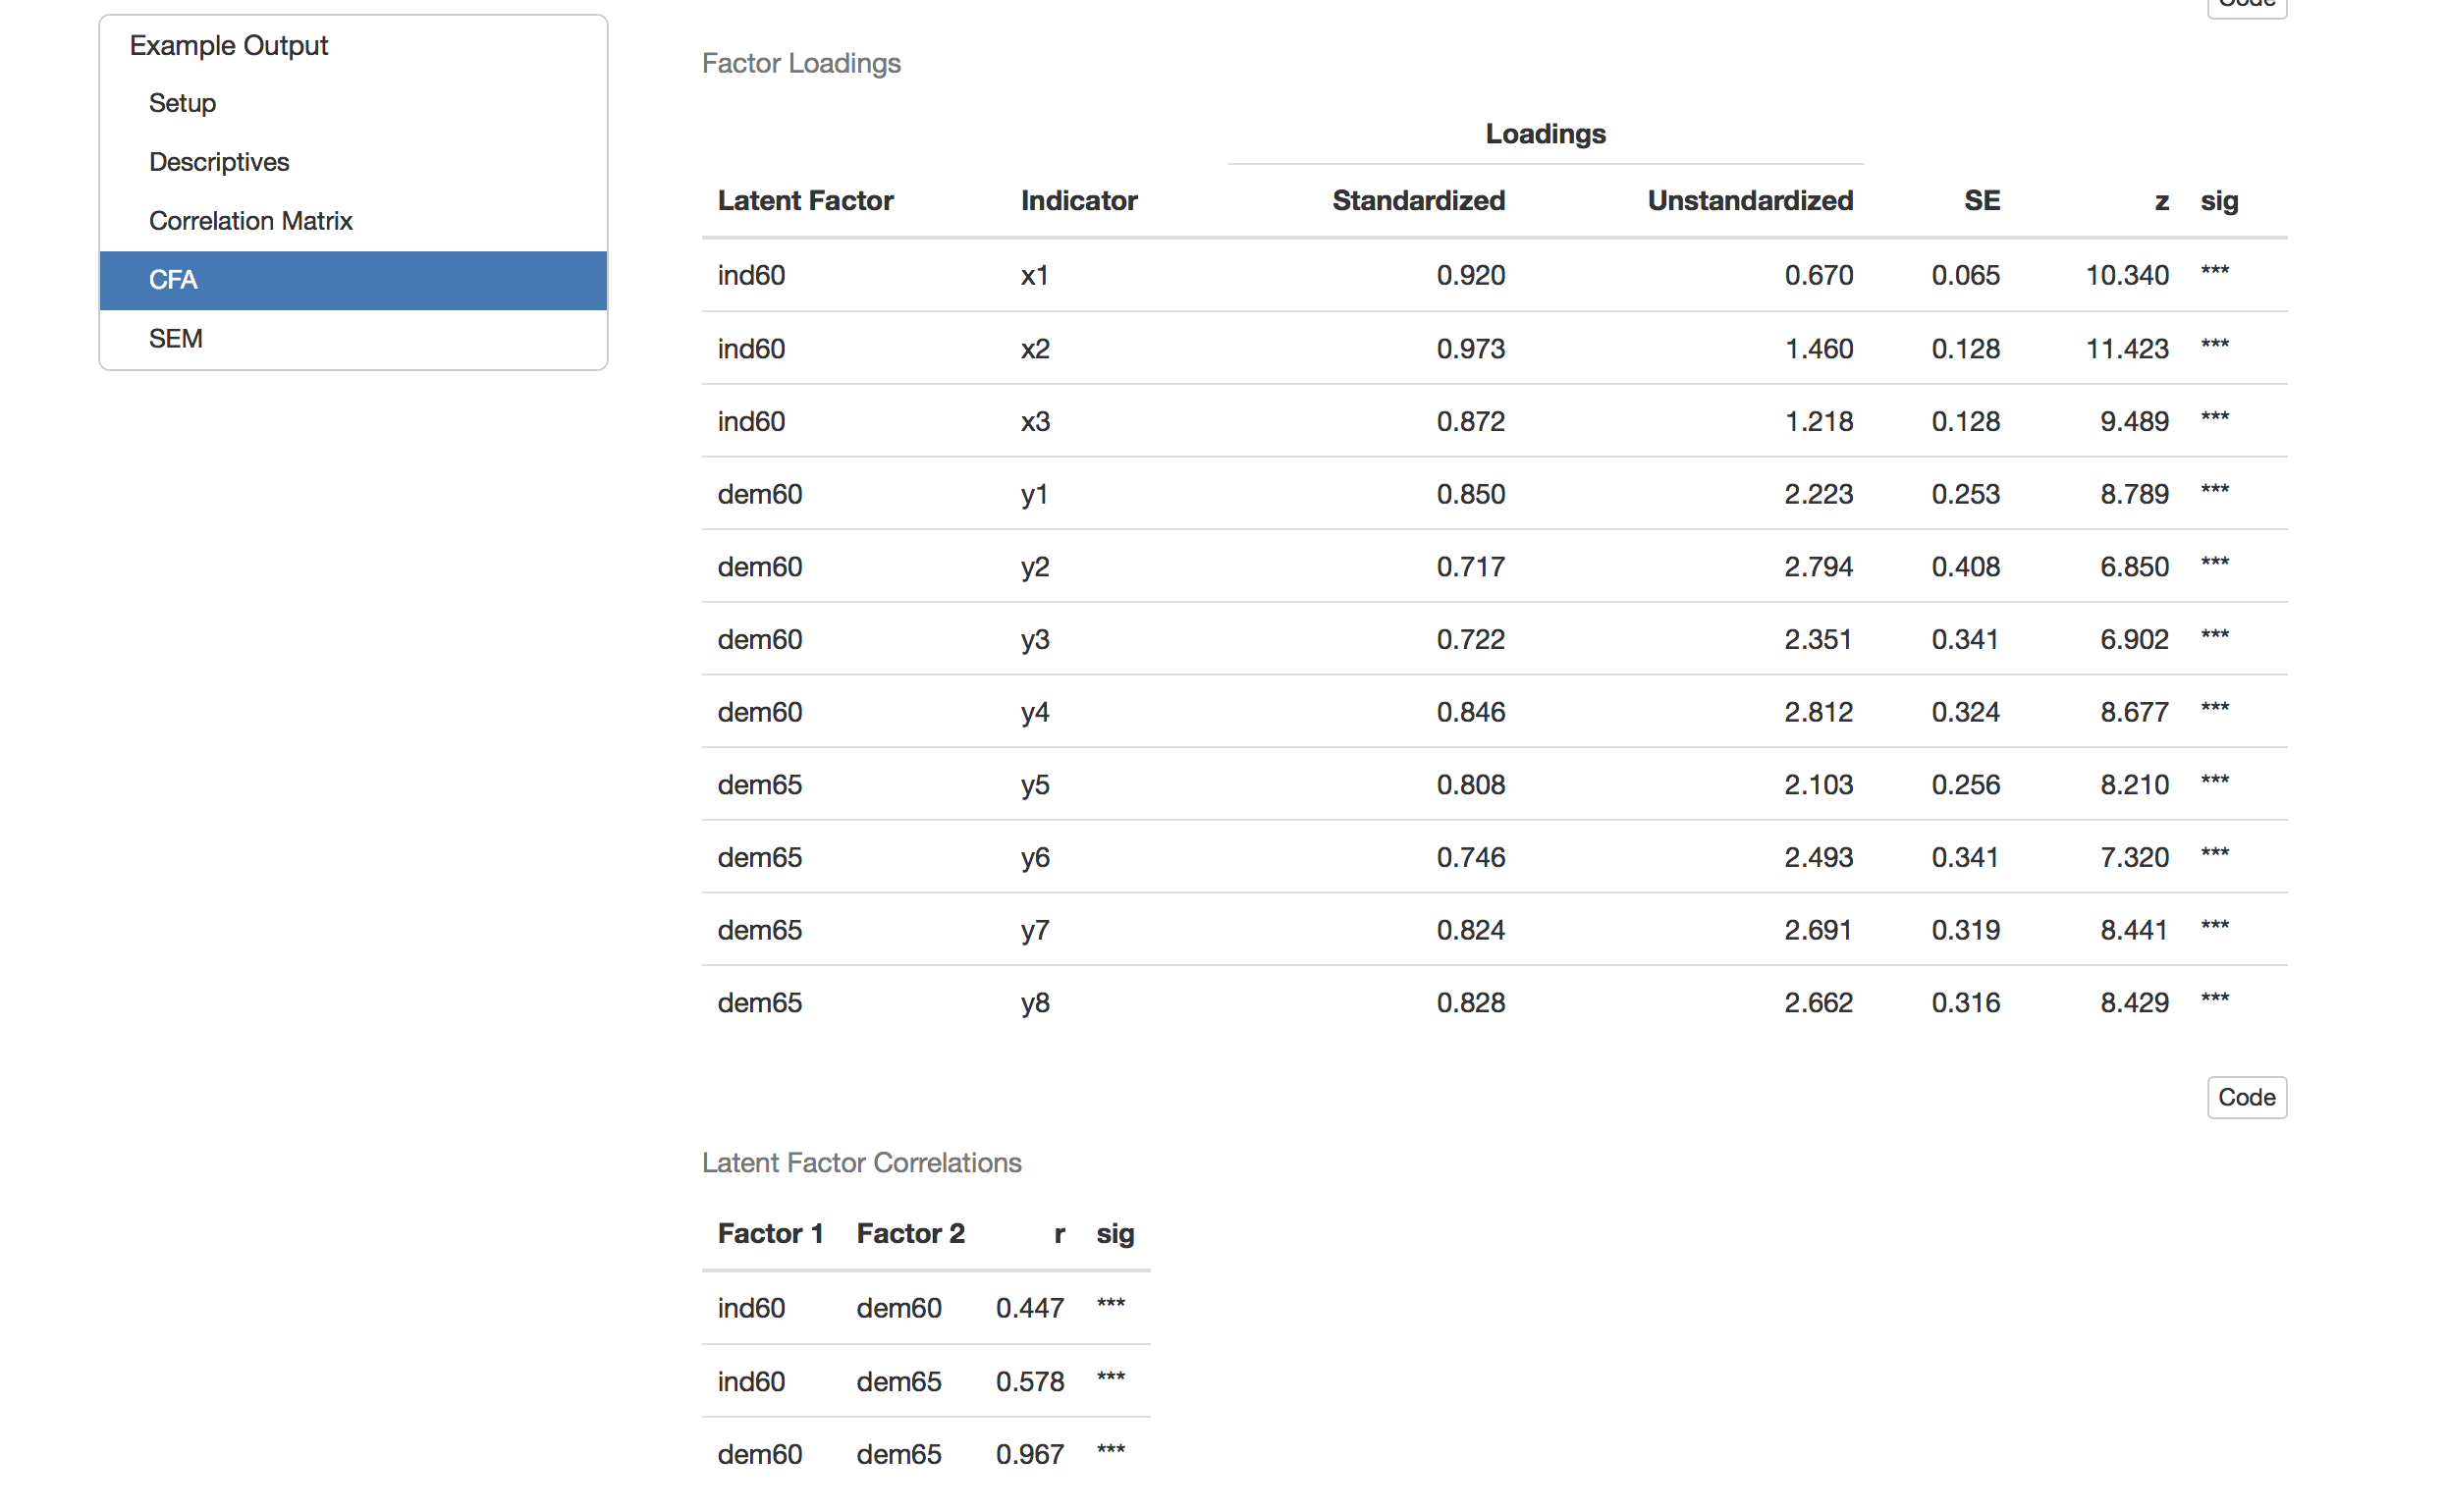 Code
Example Output
Setup
Descriptives
Correlation Matrix
CFA
SEM
Factor Loadings
Loadings
Latent Factor Indicator Standardized Unstandardized SE z sig
ind60 x1 0.920 0.670 0.065 10.340 ***
ind60 x2 0.973 1.460 0.128 11.423 ***
ind60 x3 0.872 1.218 0.128 9.489 ***
dem60 y1 0.850 2.223 0.253 8.789 ***
dem60 y2 0.717 2.794 0.408 6.850 ***
dem60 y3 0.722 2.351 0.341 6.902 ***
dem60 y4 0.846 2.812 0.324 8.677 ***
dem65 y5 0.808 2.103 0.256 8.210 ***
dem65 y6 0.746 2.493 0.341 7.320 ***
dem65 y7 0.824 2.691 0.319 8.441 ***
dem65 y8 0.828 2.662 0.316 8.429 ***
Code
Latent Factor Correlations
Factor 1 Factor 2 r sig
ind60 dem60 0.447 ***
ind60 dem65 0.578 ***
dem60 dem65 0.967 ***